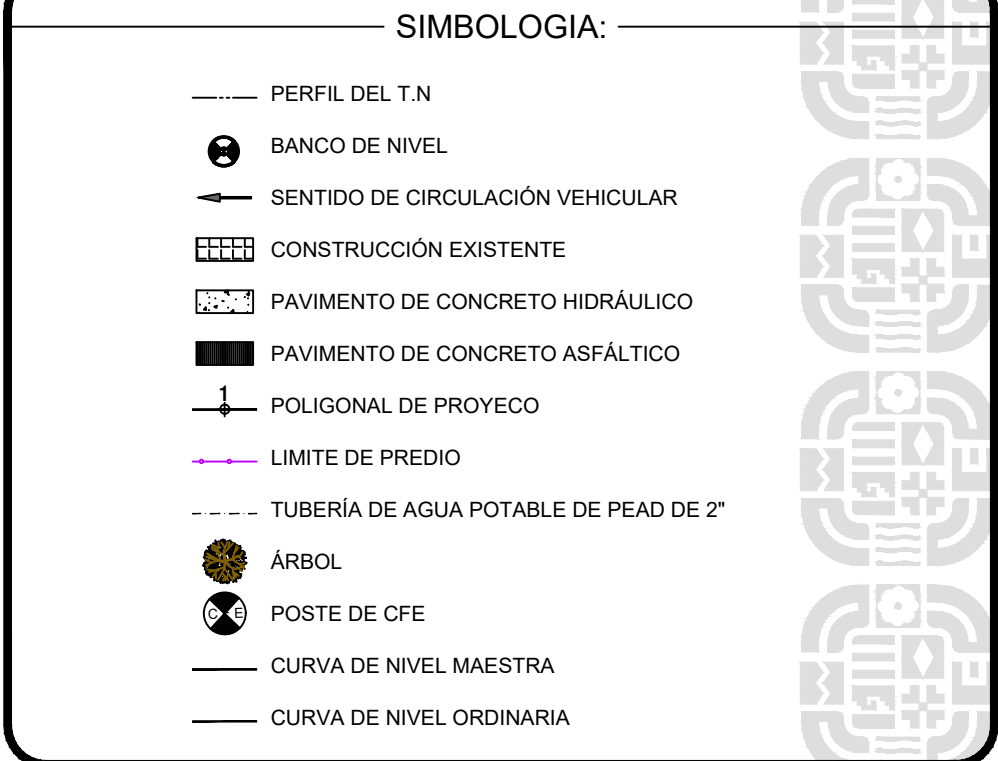 SIMBOLOGIA:
PERFIL DEL T.N
BANCO DE NIVEL
SENTIDO DE CIRCULACIÓN VEHICULAR
CONSTRUCCIÓN EXISTENTE
PAVIMENTO DE CONCRETO HIDRÁULICO
PAVIMENTO DE CONCRETO ASFÁLTICO
1 POLIGONAL DE PROYECO
LIMITE DE PREDIO
TUBERÍA DE AGUA POTABLE DE PEAD DE 2"
ÁRBOL
C E POSTE DE CFE
CURVA DE NIVEL MAESTRA
CURVA DE NIVEL ORDINARIA